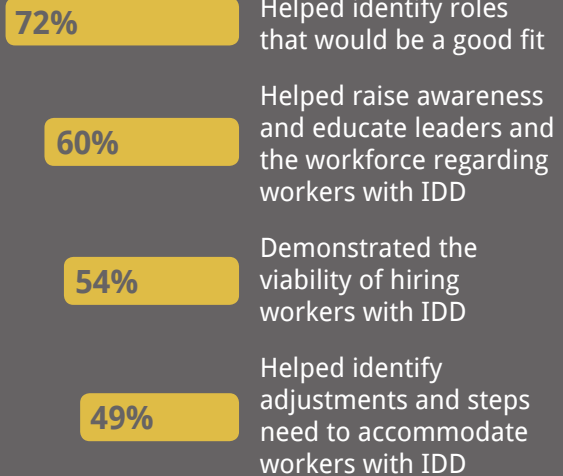 72%
Helped identify roles
that would be a good fit
60%
Helped raise awareness
and educate leaders and
the workforce regarding
workers with IDD
54%
Demonstrated the
viability of hiring
workers with IDD
49%
Helped identify
adjustments and steps
need to accommodate
workers with IDD